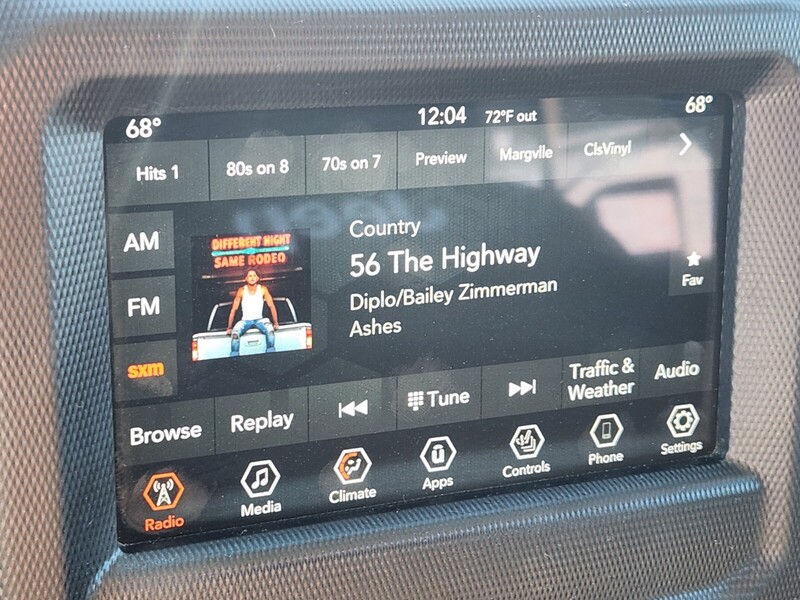 68°
12:04
72°F out
68°
Hits 1
80s on 8
70s on 7
Preview
Margvlle
ClsVinyl
AM
FM
sxm
DIFFERENT NIGHT
SAME RODEO
Country
56 The Highway
Diplo/Bailey Zimmerman
Ashes
Fav
Browse
Replay
Tune
Traffic &
Weather
Audio
Radio
Media
Climate
ū
Apps
Controls
Phone
Settings